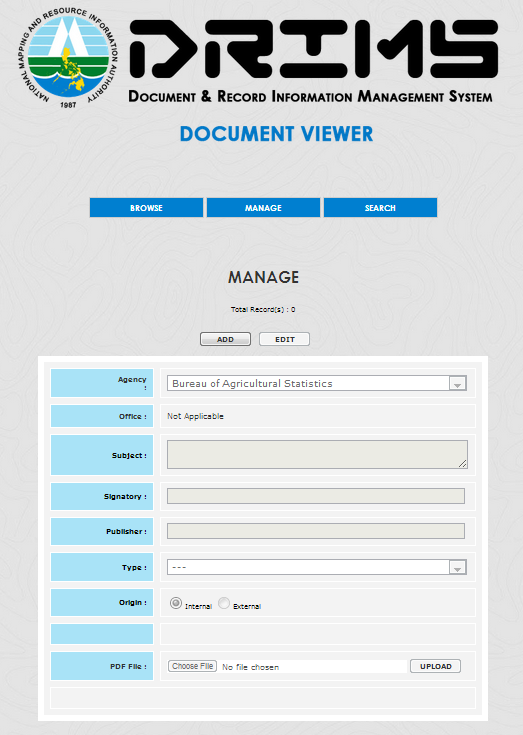 NATIONAL MAPPING AND RESOURCE INFORMATION AUTHORITY
1987
DRIMS
DOCUMENT & RECORD INFORMATION MANAGEMENT SYSTEM
DOCUMENT VIEWER
BROWSE MANAGE SEARCH
MANAGE
Total Record(s) : 0
ADD EDIT
Agency
:
Bureau of Agricultural Statistics
Office : Not Applicable
Subject :
Signatory :
Publisher :
Type : ---
Origin : Internal External
PDF File : Choose File No file chosen UPLOAD